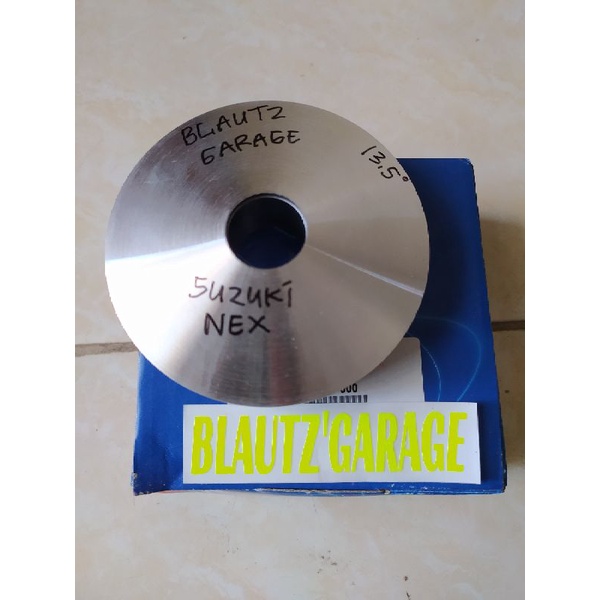 BLAUTZ
GARAGE
13,5°
SUZUKi
NEX
BLAUTZ'GARAGE